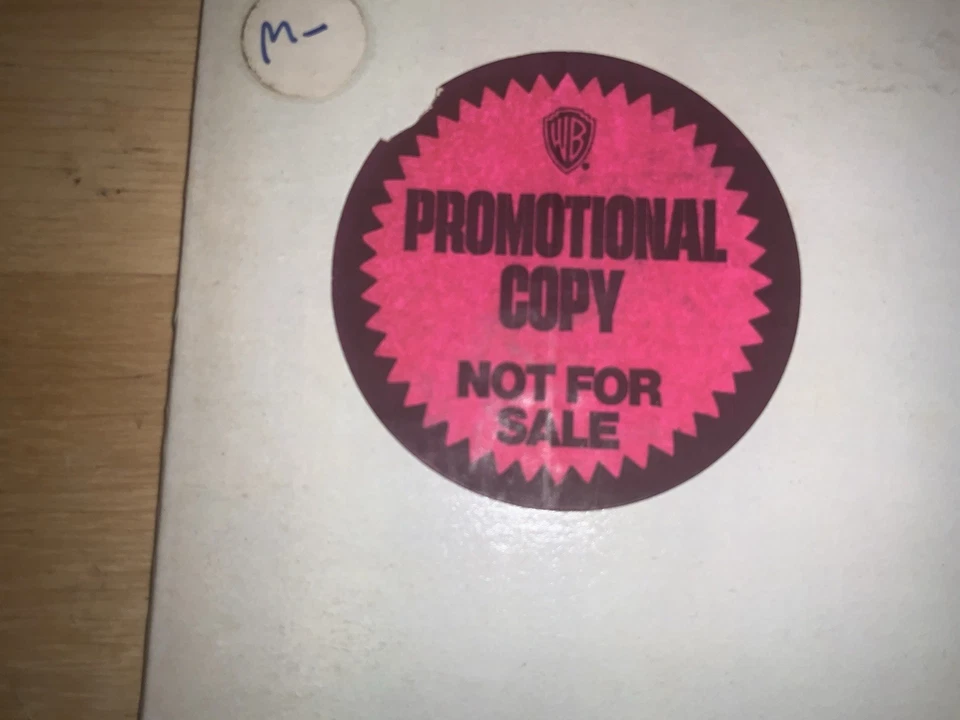 M-
WB
PROMOTIONAL
COPY
NOT FOR
SALE